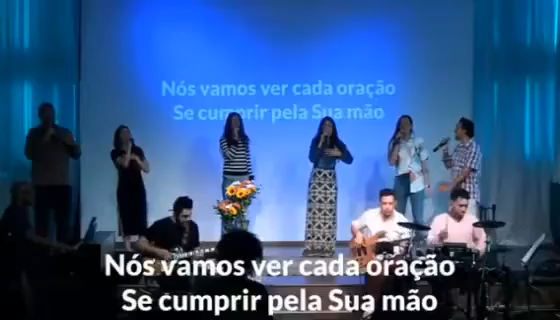 Nós vamos ver cada oração
Se cumprir pela Sua mão
Nós vamos ver cada oração
Se cumprir pela Sua mão